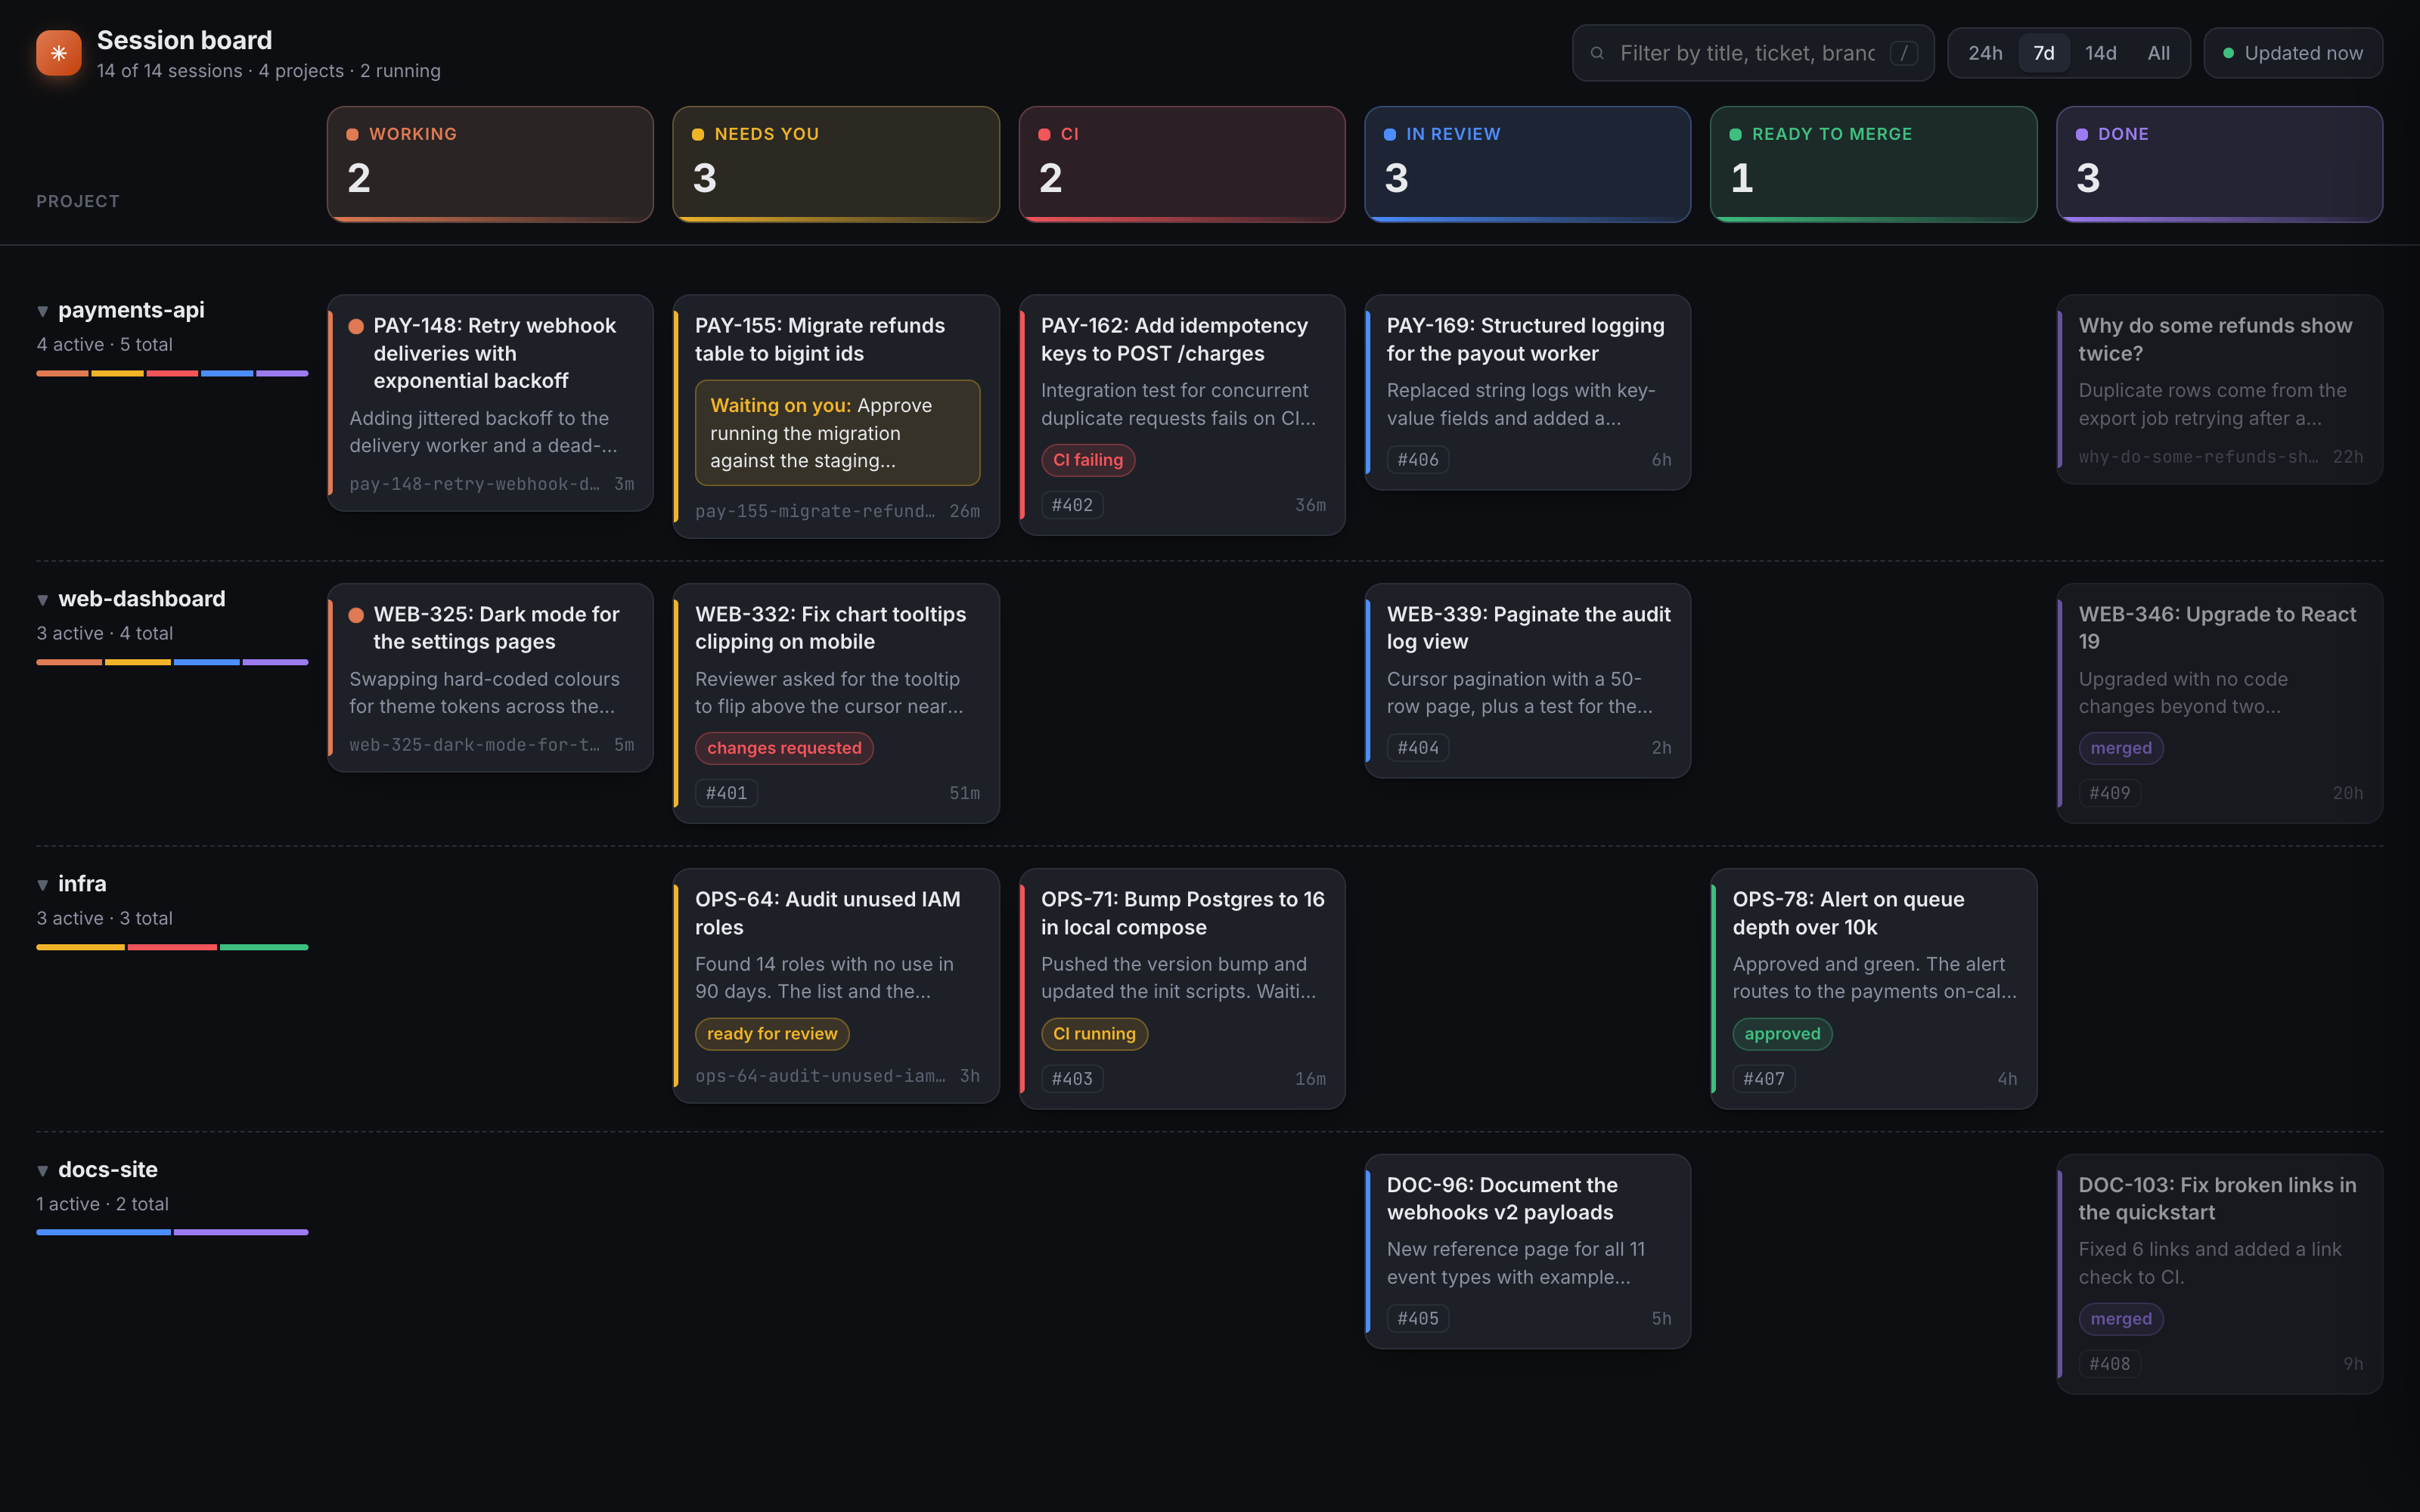 Session board
14 of 14 sessions · 4 projects · 2 running
Filter by title, ticket, branc
/
24h
7d
14d
All
Updated now
PROJECT
WORKING
2
NEEDS YOU
3
CI
2
IN REVIEW
3
READY TO MERGE
1
DONE
3
payments-api
4 active · 5 total
PAY-148: Retry webhook
deliveries with
exponential backoff
Adding jittered backoff to the
delivery worker and a dead-…
pay-148-retry-webhook-d… 3m
PAY-155: Migrate refunds
table to bigint ids
Waiting on you: Approve
running the migration
against the staging…
pay-155-migrate-refund… 26m
PAY-162: Add idempotency
keys to POST /charges
Integration test for concurrent
duplicate requests fails on CI…
CI failing
#402 36m
PAY-169: Structured logging
for the payout worker
Replaced string logs with key-
value fields and added a…
#406 6h
Why do some refunds show
twice?
Duplicate rows come from the
export job retrying after a…
why-do-some-refunds-sh… 22h
web-dashboard
3 active · 4 total
WEB-325: Dark mode for
the settings pages
Swapping hard-coded colours
for theme tokens across the…
web-325-dark-mode-for-t… 5m
WEB-332: Fix chart tooltips
clipping on mobile
Reviewer asked for the tooltip
to flip above the cursor near…
changes requested
#401 51m
WEB-339: Paginate the audit
log view
Cursor pagination with a 50-
row page, plus a test for the…
#404 2h
WEB-346: Upgrade to React
19
Upgraded with no code
changes beyond two…
merged
#409 20h
infra
3 active · 3 total
OPS-64: Audit unused IAM
roles
Found 14 roles with no use in
90 days. The list and the…
ready for review
ops-64-audit-unused-iam… 3h
OPS-71: Bump Postgres to 16
in local compose
Pushed the version bump and
updated the init scripts. Waiti…
CI running
#403 16m
OPS-78: Alert on queue
depth over 10k
Approved and green. The alert
routes to the payments on-cal…
approved
#407 4h
docs-site
1 active · 2 total
DOC-96: Document the
webhooks v2 payloads
New reference page for all 11
event types with example…
#405 5h
DOC-103: Fix broken links in
the quickstart
Fixed 6 links and added a link
check to CI.
merged
#408 9h